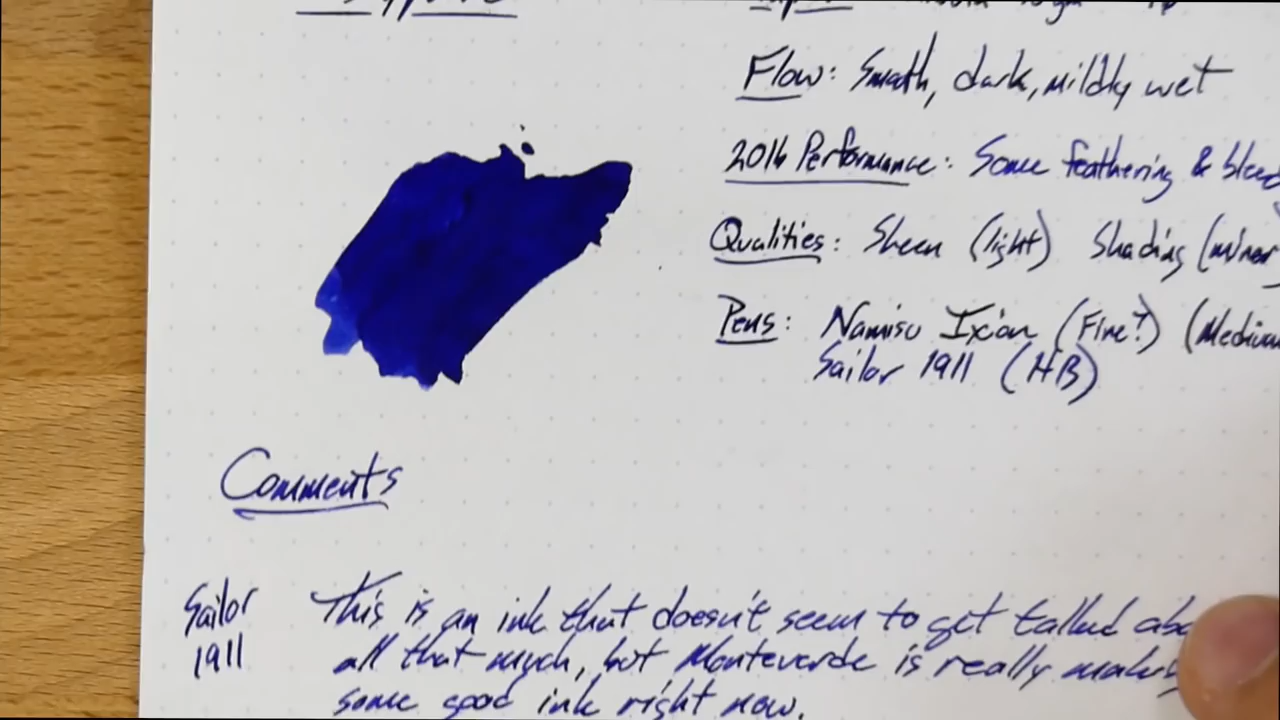 Flow: Smooth, dark, mildly wet
2016 Performance: Some feathering & bleed
Qualities: Sheen (light) Shading (minor)
Pens: Namisu Ixion (Fine?) (Medium
Sailor 1911 (HB)
Comments
Sailor
1911
This is an ink that doesn't seem to get talked abo
all that much, but Monteverde is really making
some good ink right now.